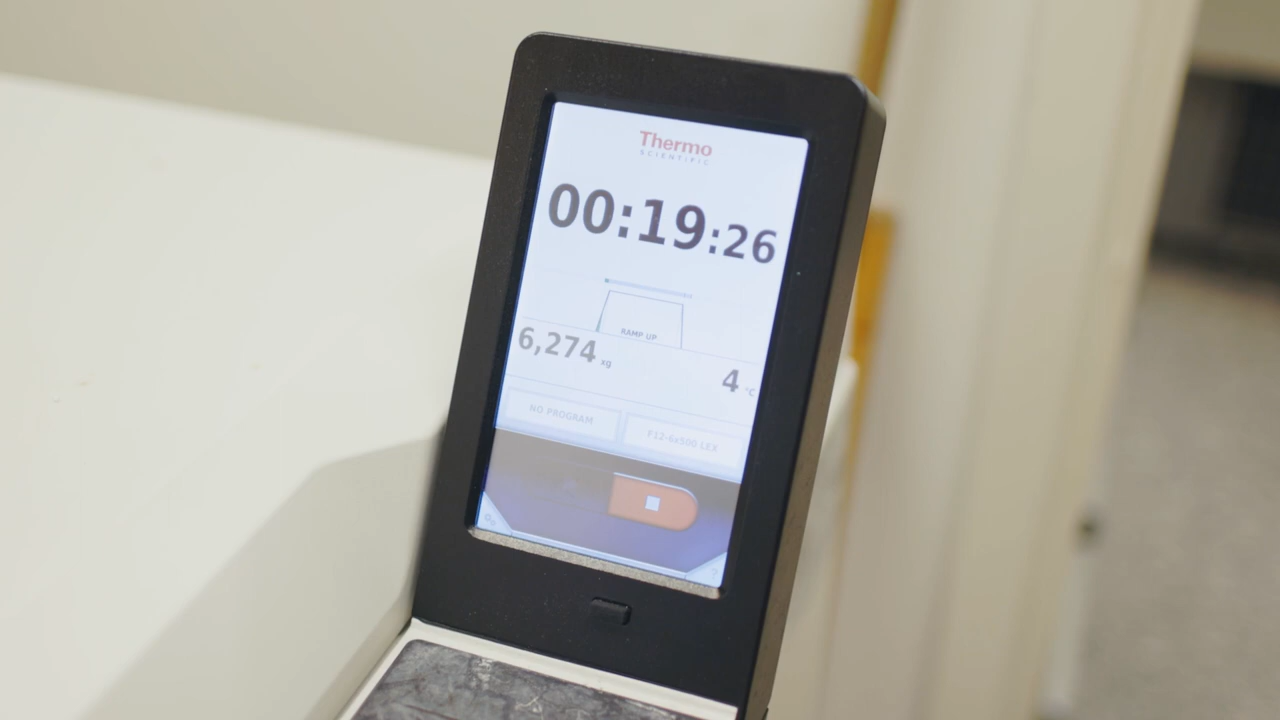 Thermo
SCIENTIFIC
00:19:26
RAMP UP
6,274 xg
4 °C
NO PROGRAM
F12-6x500 LEX